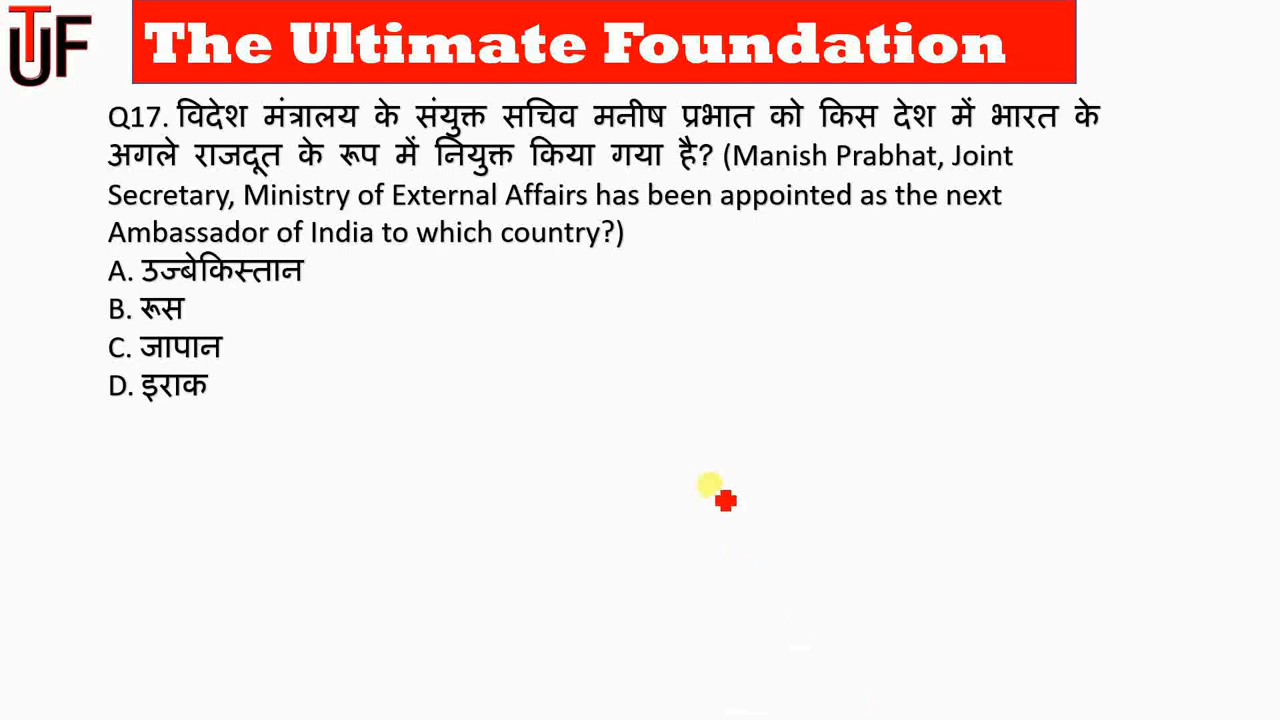 TUF
The Ultimate Foundation
Q17. विदेश मंत्रालय के संयुक्त सचिव मनीष प्रभात को किस देश में भारत के
अगले राजदूत के रूप में नियुक्त किया गया है? (Manish Prabhat, Joint
Secretary, Ministry of External Affairs has been appointed as the next
Ambassador of India to which country?)
A. उज्बेकिस्तान
B. रूस
C. जापान
D. इराक